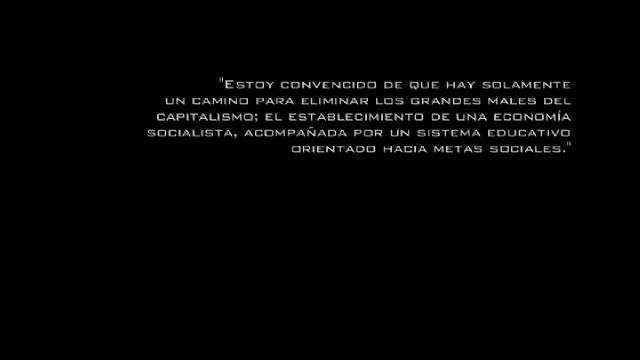 "Estoy convencido de que hay solamente
un camino para eliminar los grandes males del
capitalismo; el establecimiento de una economía
socialista, acompañada por un sistema educativo
orientado hacia metas sociales."